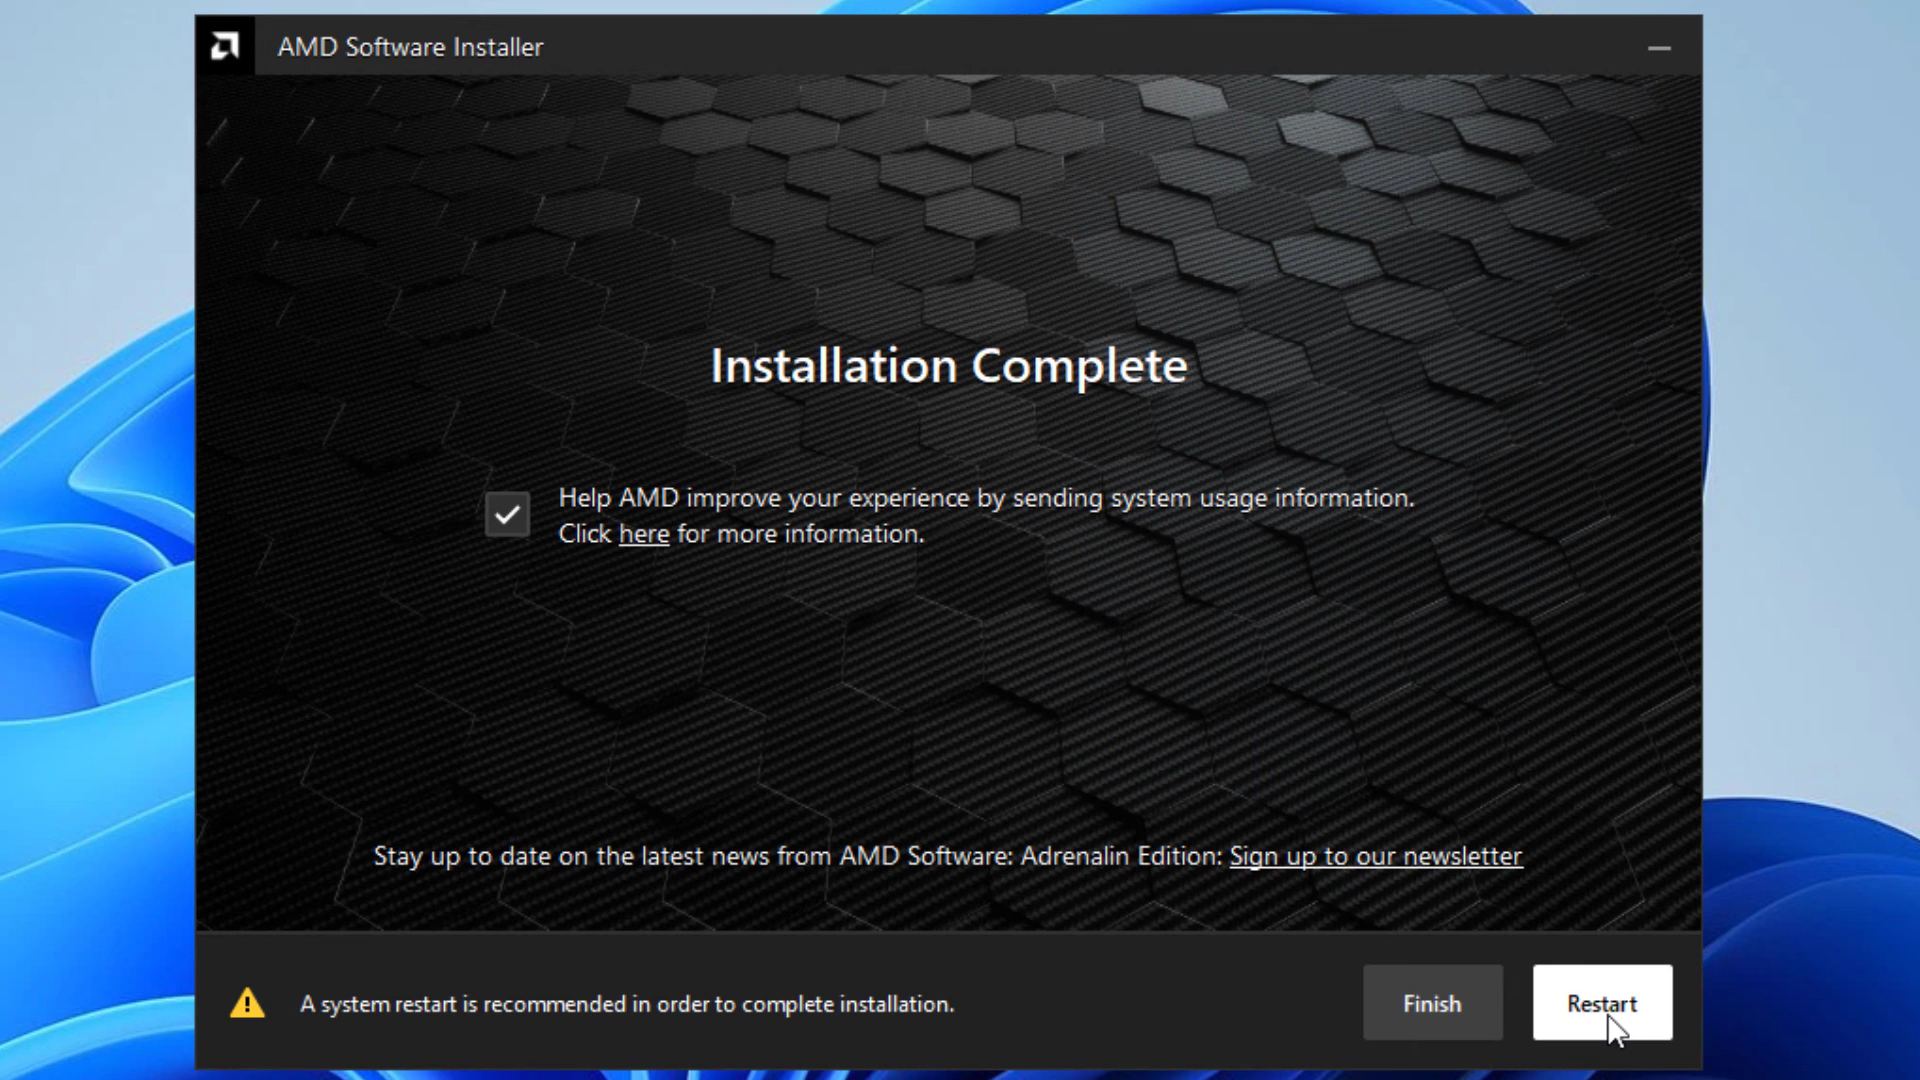 AMD Software Installer
Installation Complete
Help AMD improve your experience by sending system usage information.
Click here for more information.
Stay up to date on the latest news from AMD Software: Adrenalin Edition: Sign up to our newsletter
A system restart is recommended in order to complete installation.
Finish
Restart